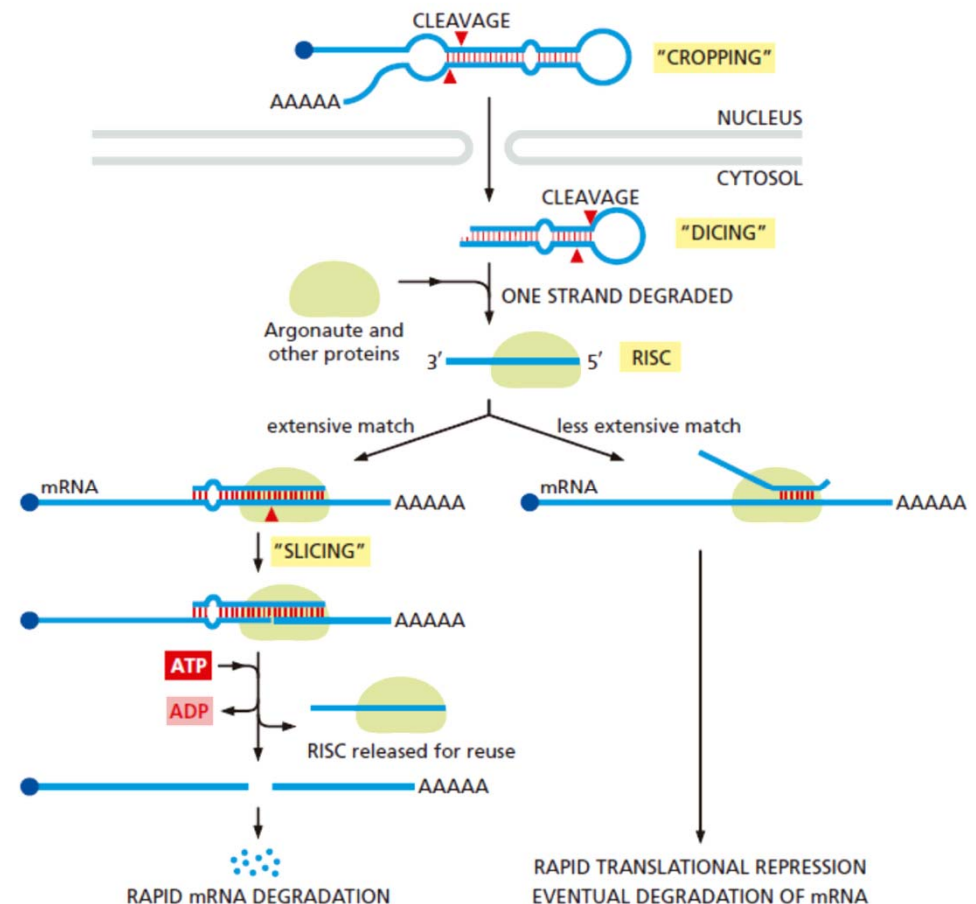 CLEAVAGE
"CROPPING"
AAAAA
NUCLEUS
CYTOSOL
CLEAVAGE
"DICING"
ONE STRAND DEGRADED
Argonaute and
other proteins
3′
5′
RISC
extensive match
less extensive match
mRNA
AAAAA
mRNA
AAAAA
"SLICING"
AAAAA
ATP
ADP
RISC released for reuse
AAAAA
RAPID mRNA DEGRADATION
RAPID TRANSLATIONAL REPRESSION
EVENTUAL DEGRADATION OF mRNA